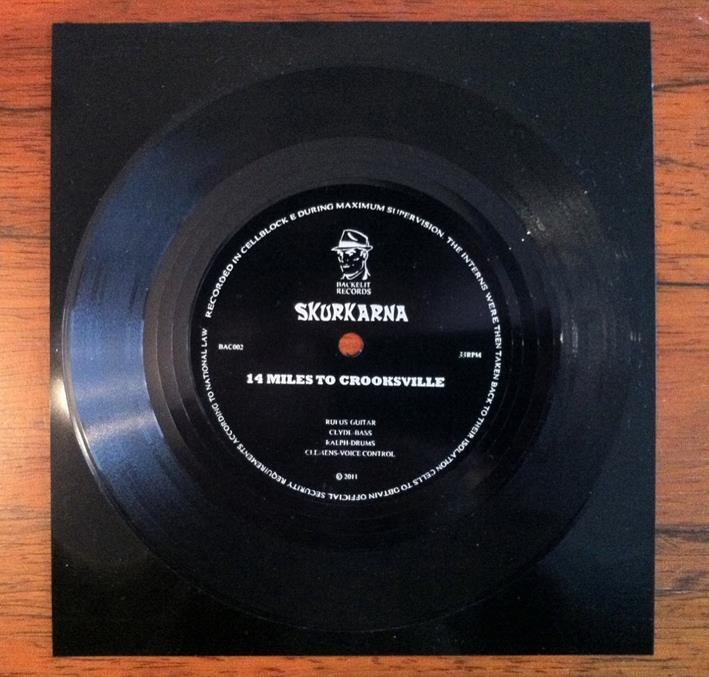 RECORDED IN CELLBLOCK E DURING MAXIMUM SUPERVISION. THE INTERNS WERE THEN TAKEN BACK TO THEIR ISOLATION CELLS TO OBTAIN OFFICIAL SECURITY REQUIREMENTS ACCORDING TO NATIONAL LAW
BACKELIT
RECORDS
SKURKARNA
BAC002
33RPM
14 MILES TO CROOKSVILLE
RUFUS-GUITAR
CLYDE-BASS
RALPH-DRUMS
CLEMENS-VOICE CONTROL
© 2011